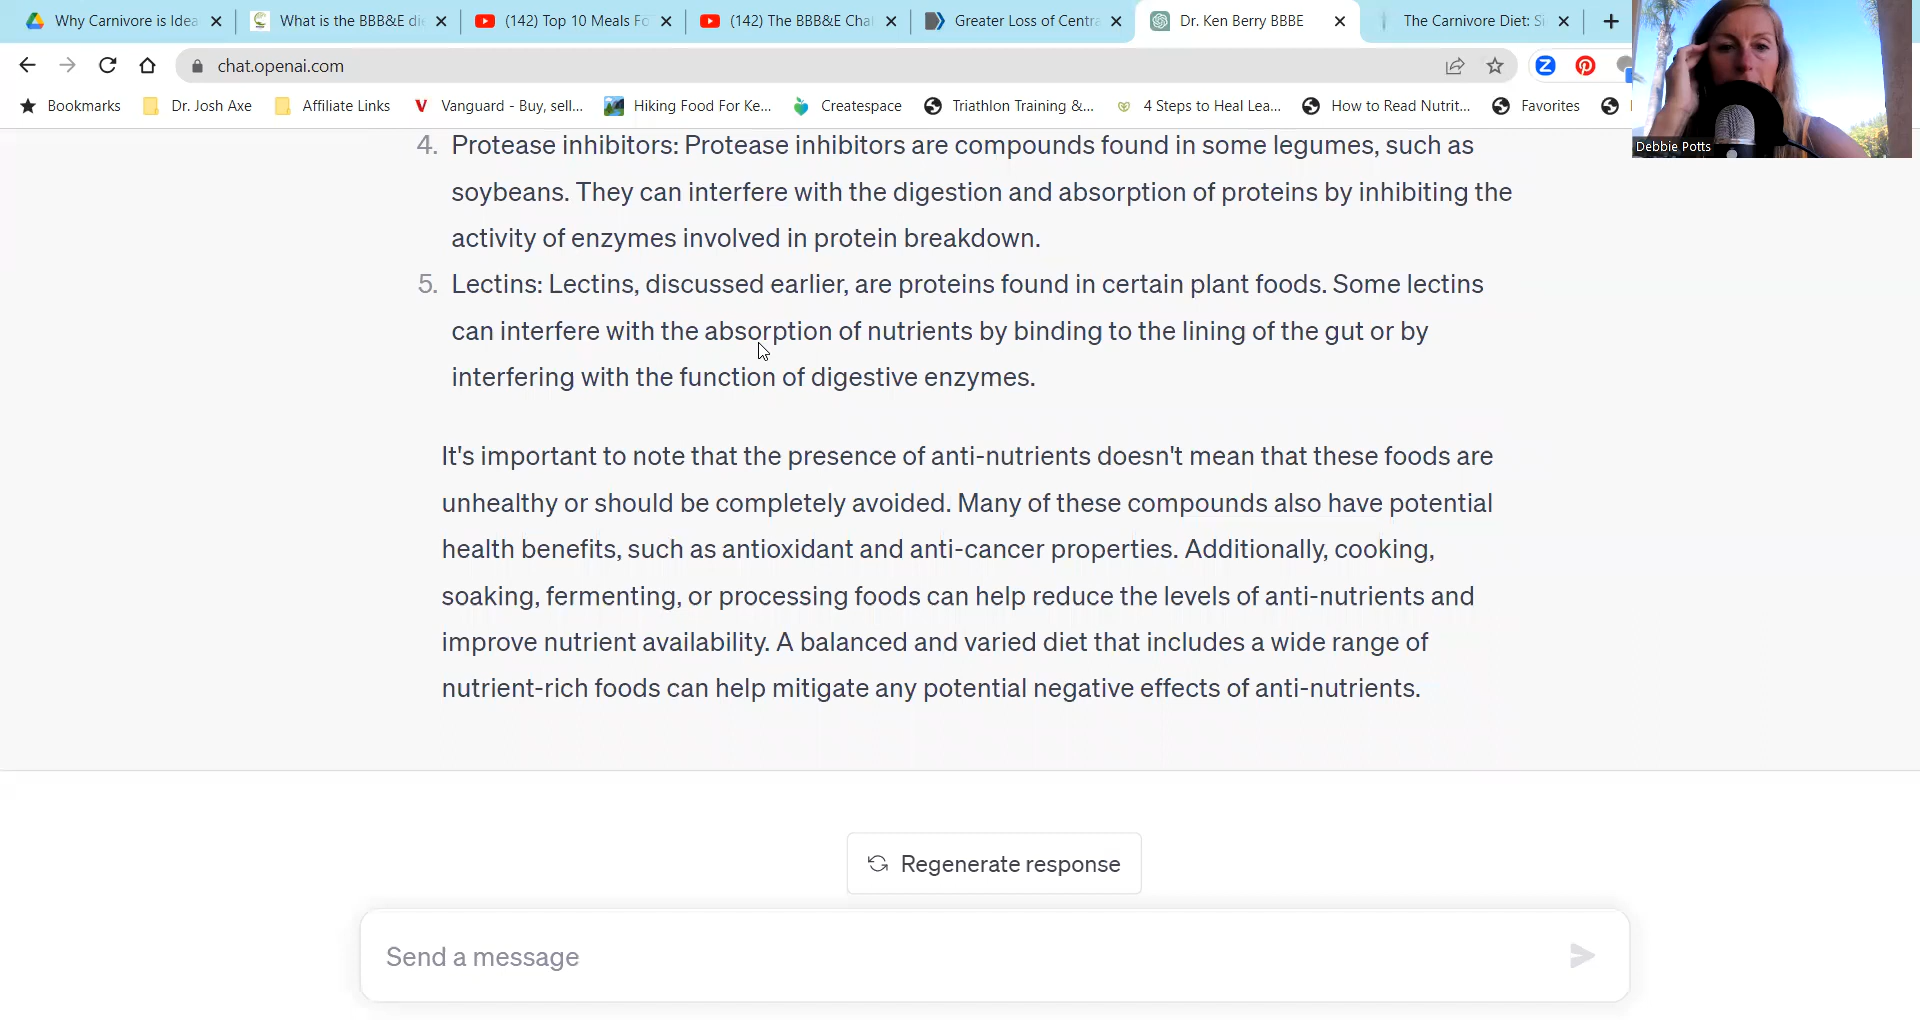 Why Carnivore is Idea
What is the BBB&E di
(142) Top 10 Meals Fo
(142) The BBB&E Cha
Greater Loss of Centra
Dr. Ken Berry BBBE
The Carnivore Diet: Si
chat.openai.com
Bookmarks
Dr. Josh Axe
Affiliate Links
Vanguard - Buy, sell...
Hiking Food For Ke...
Createspace
Triathlon Training &...
4 Steps to Heal Lea...
How to Read Nutrit...
Favorites
Debbie Potts
4. Protease inhibitors: Protease inhibitors are compounds found in some legumes, such as
soybeans. They can interfere with the digestion and absorption of proteins by inhibiting the
activity of enzymes involved in protein breakdown.
5. Lectins: Lectins, discussed earlier, are proteins found in certain plant foods. Some lectins
can interfere with the absorption of nutrients by binding to the lining of the gut or by
interfering with the function of digestive enzymes.
It's important to note that the presence of anti-nutrients doesn't mean that these foods are
unhealthy or should be completely avoided. Many of these compounds also have potential
health benefits, such as antioxidant and anti-cancer properties. Additionally, cooking,
soaking, fermenting, or processing foods can help reduce the levels of anti-nutrients and
improve nutrient availability. A balanced and varied diet that includes a wide range of
nutrient-rich foods can help mitigate any potential negative effects of anti-nutrients.
Regenerate response
Send a message